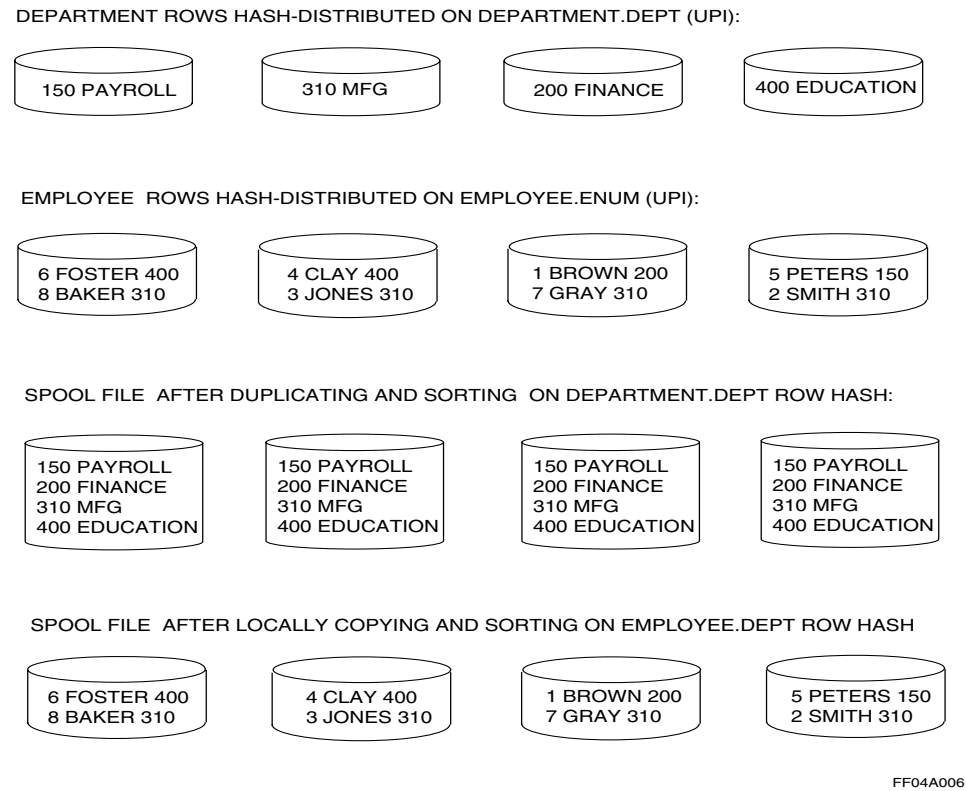 DEPARTMENT ROWS HASH-DISTRIBUTED ON DEPARTMENT.DEPT (UPI):
150 PAYROLL
310 MFG
200 FINANCE
400 EDUCATION
EMPLOYEE ROWS HASH-DISTRIBUTED ON EMPLOYEE.ENUM (UPI):
6 FOSTER 400
8 BAKER 310
4 CLAY 400
3 JONES 310
1 BROWN 200
7 GRAY 310
5 PETERS 150
2 SMITH 310
SPOOL FILE AFTER DUPLICATING AND SORTING ON DEPARTMENT.DEPT ROW HASH:
150 PAYROLL
200 FINANCE
310 MFG
400 EDUCATION
150 PAYROLL
200 FINANCE
310 MFG
400 EDUCATION
150 PAYROLL
200 FINANCE
310 MFG
400 EDUCATION
150 PAYROLL
200 FINANCE
310 MFG
400 EDUCATION
SPOOL FILE AFTER LOCALLY COPYING AND SORTING ON EMPLOYEE.DEPT ROW HASH
6 FOSTER 400
8 BAKER 310
4 CLAY 400
3 JONES 310
1 BROWN 200
7 GRAY 310
5 PETERS 150
2 SMITH 310
FF04A006